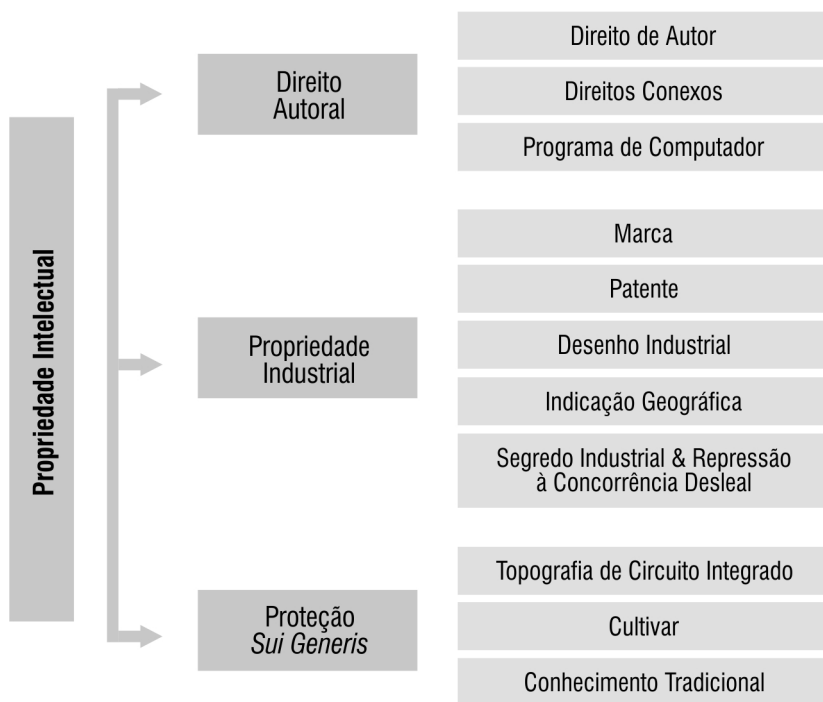 Propriedade Intelectual
Direito
Autoral
Direito de Autor
Direitos Conexos
Programa de Computador
Propriedade
Industrial
Marca
Patente
Desenho Industrial
Indicação Geográfica
Segredo Industrial & Repressão
à Concorrência Desleal
Proteção
Sui Generis
Topografia de Circuito Integrado
Cultivar
Conhecimento Tradicional